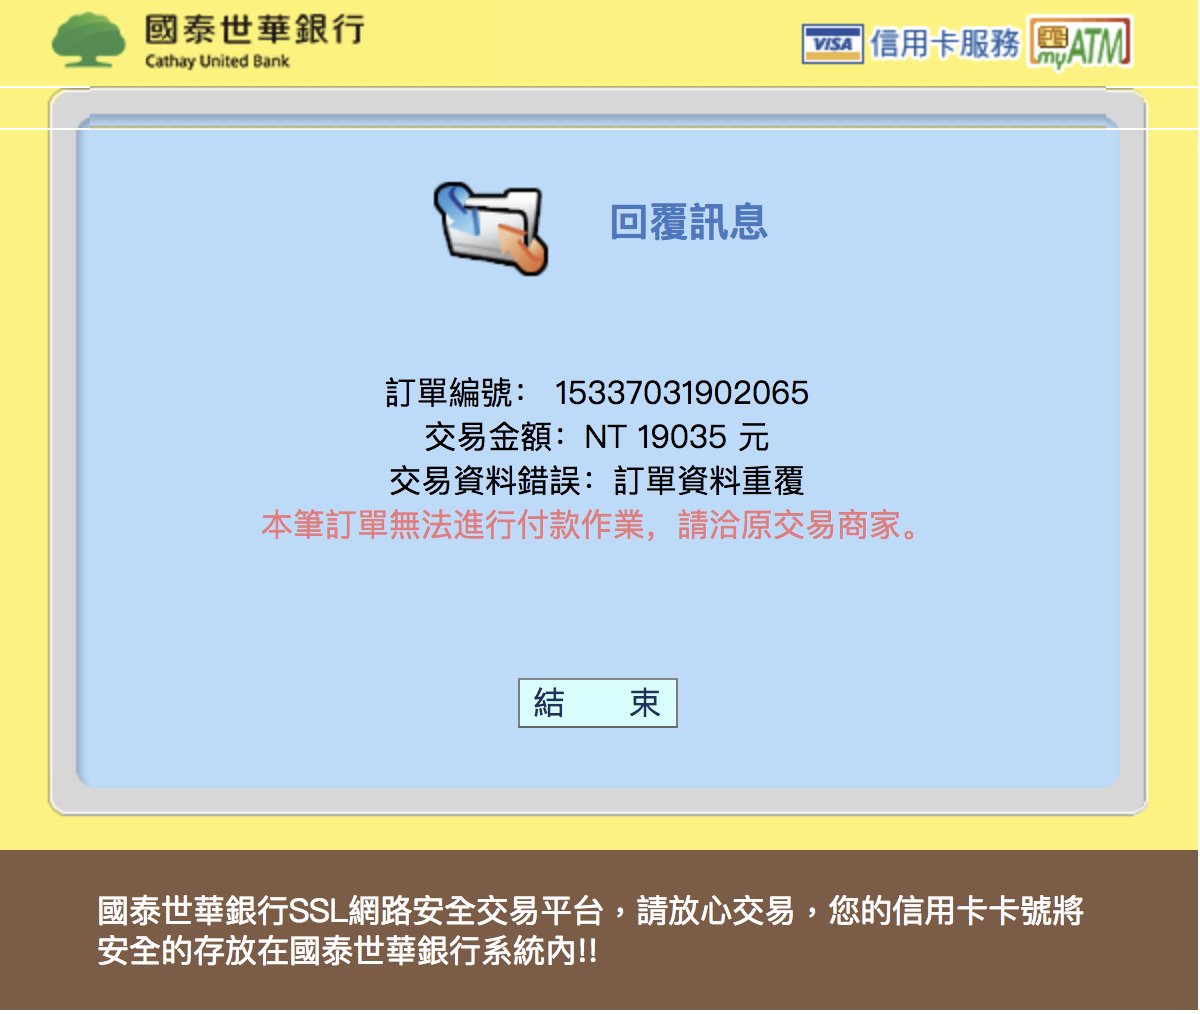 國泰世華銀行
Cathay United Bank
VISA 信用卡服務 myATM
回覆訊息
訂單編號： 15337031902065
交易金額：NT 19035 元
交易資料錯誤：訂單資料重覆
本筆訂單無法進行付款作業，請洽原交易商家。
結 束
國泰世華銀行SSL網路安全交易平台，請放心交易，您的信用卡卡號將
安全的存放在國泰世華銀行系統內!!